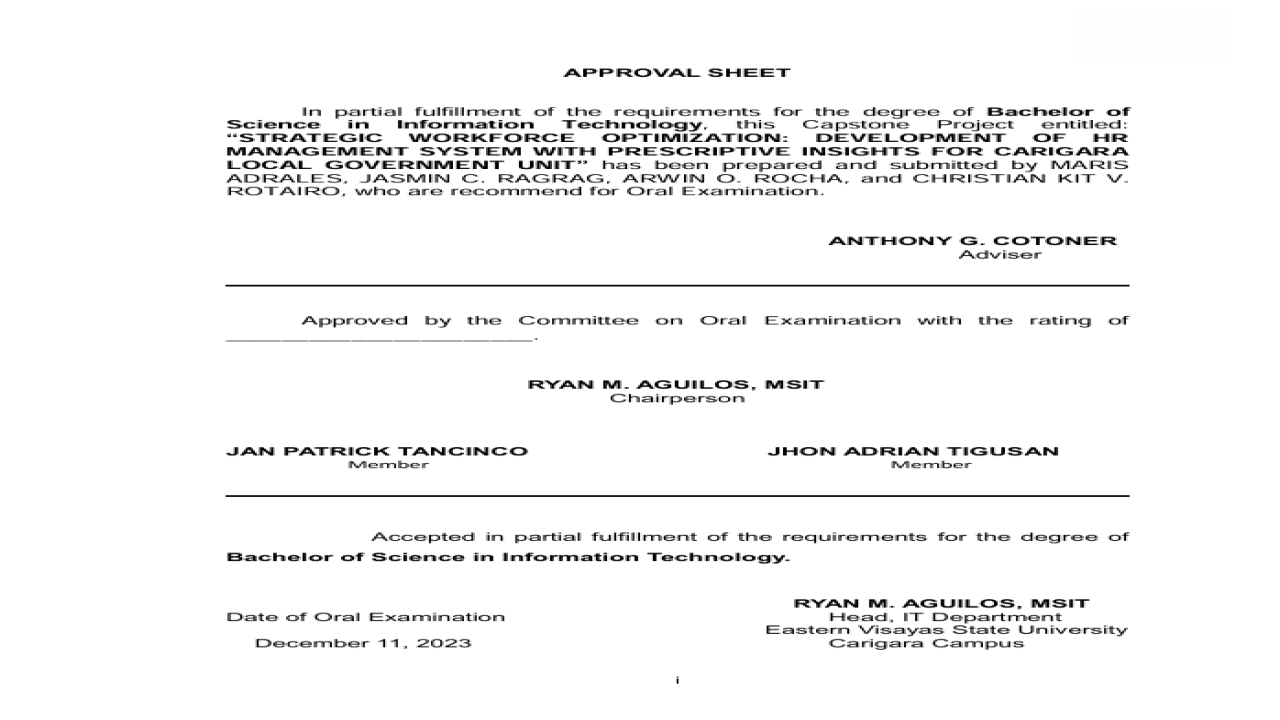 APPROVAL SHEET
In partial fulfillment of the requirements for the degree of Bachelor of
Science in Information Technology, this Capstone Project entitled:
“STRATEGIC WORKFORCE OPTIMIZATION: DEVELOPMENT OF HR
MANAGEMENT SYSTEM WITH PRESCRIPTIVE INSIGHTS FOR CARIGARA
LOCAL GOVERNMENT UNIT” has been prepared and submitted by MARIS
ADRALES, JASMIN C. RAGRAG, ARWIN O. ROCHA, and CHRISTIAN KIT V.
ROTAIRO, who are recommend for Oral Examination.
ANTHONY G. COTONER
Adviser
Approved by the Committee on Oral Examination with the rating of
______________________.
RYAN M. AGUILOS, MSIT
Chairperson
JAN PATRICK TANCINCO JHON ADRIAN TIGUSAN
Member Member
Accepted in partial fulfillment of the requirements for the degree of
Bachelor of Science in Information Technology.
RYAN M. AGUILOS, MSIT
Date of Oral Examination Head, IT Department
Eastern Visayas State University
December 11, 2023 Carigara Campus
i